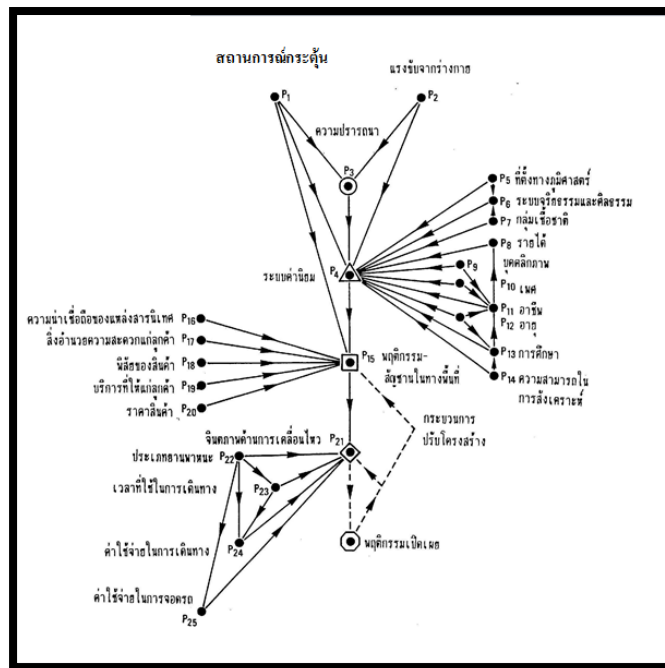 สถานการณ์กระตุ้น
แรงขับจากร่างกาย
P1
P2
ความปรารถนา
P3
P5 ที่ตั้งทางภูมิศาสตร์
P6 ระบบจริยธรรมและศีลธรรม
P7 กลุ่มเชื้อชาติ
P8 รายได้
P4
P9 บุคคลิกภาพ
ระบบค่านิยม
P10 เพศ
P11 อาชีพ
P12 อายุ
P13 การศึกษา
P14 ความสามารถใน
การสังเคราะห์
ความน่าเชื่อถือของแหล่งสารนิเทศ P16
สิ่งอำนวยความสะดวกแก่ลูกค้า P17
พิสัยของสินค้า P18
บริการที่ให้แก่ลูกค้า P19
ราคาสินค้า P20
P15 พฤติกรรม-
สัญชานในทางพื้นที่
กระบวนการ
ปรับโครงสร้าง
จินตภาพด้านการเคลื่อนไหว P21
ประเภทยานพาหนะ P22
เวลาที่ใช้ในการเดินทาง P23
ค่าใช้จ่ายในการเดินทาง P24
พฤติกรรมเปิดเผย
ค่าใช้จ่ายในการจอดรถ P25